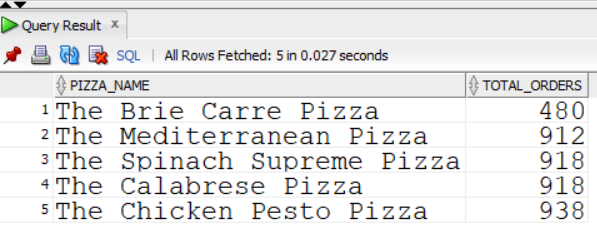 Query Result x
SQL | All Rows Fetched: 5 in 0.027 seconds
PIZZA_NAME TOTAL_ORDERS
1 The Brie Carre Pizza 480
2 The Mediterranean Pizza 912
3 The Spinach Supreme Pizza 918
4 The Calabrese Pizza 918
5 The Chicken Pesto Pizza 938